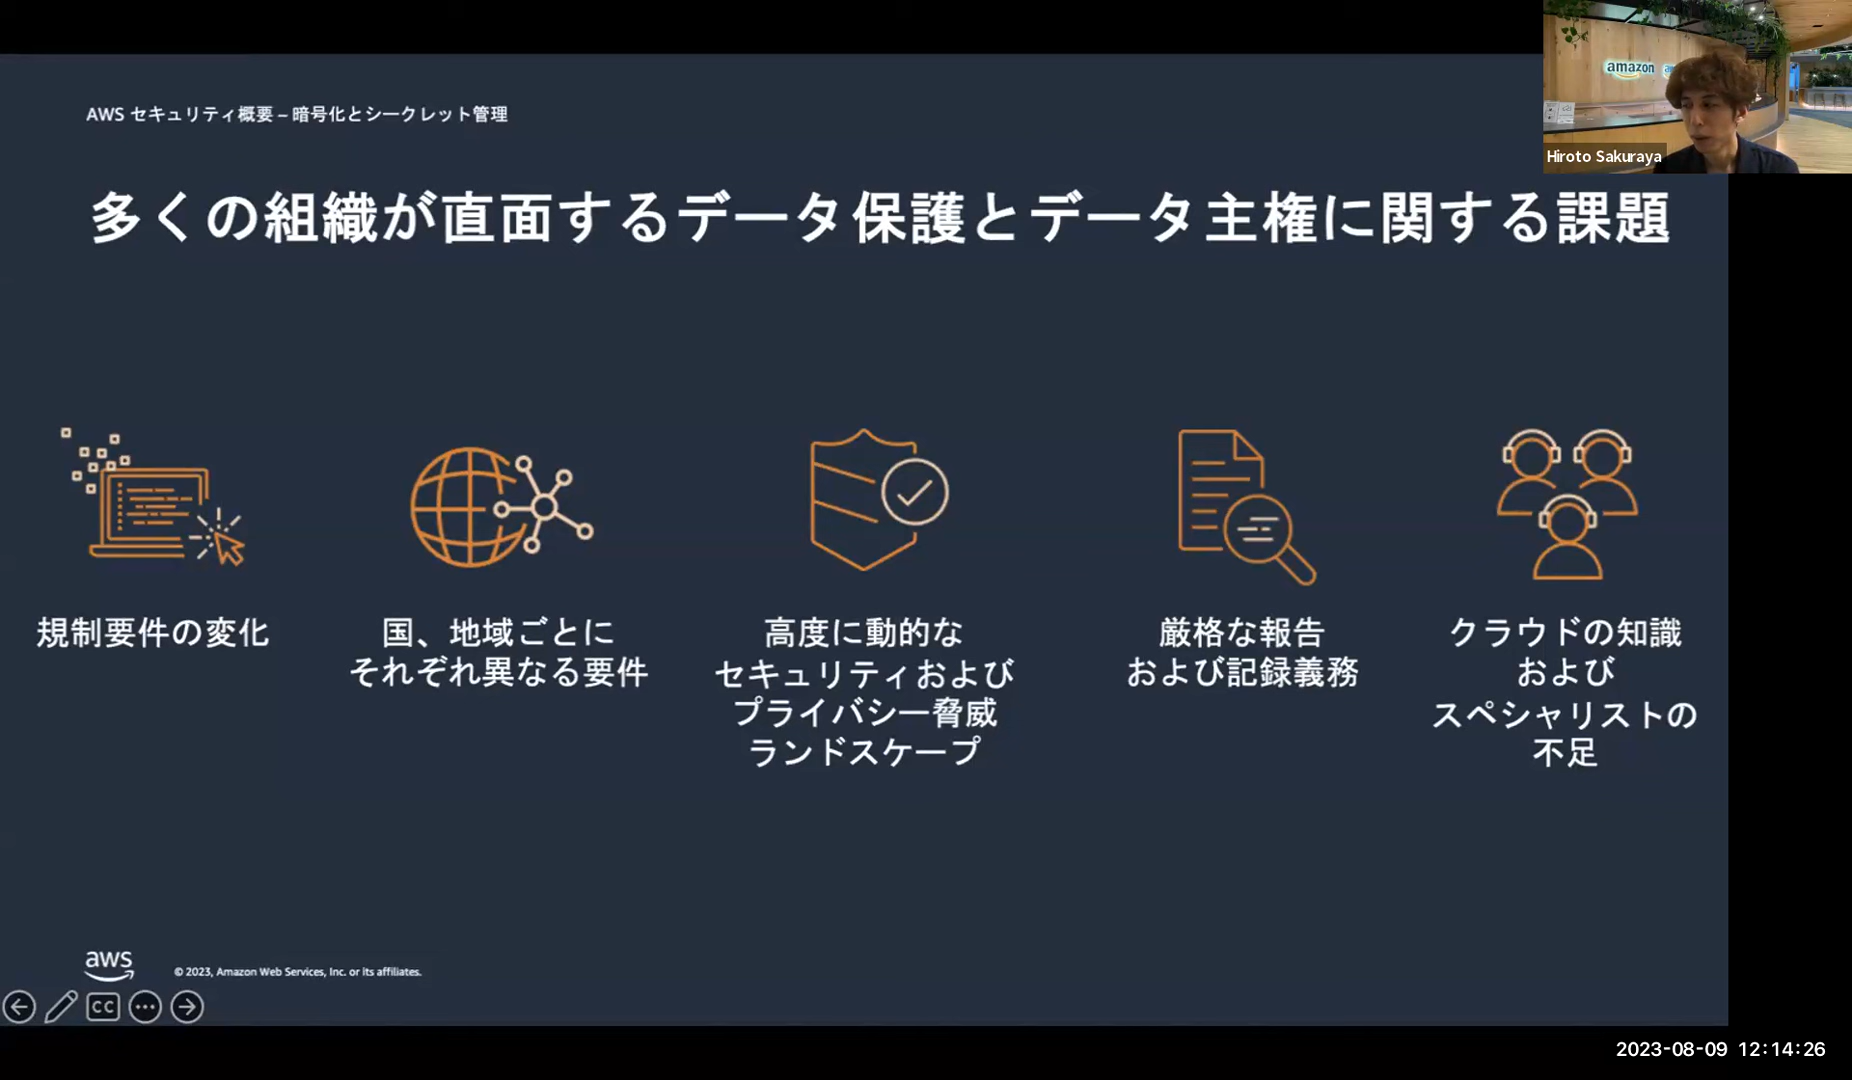 amazon
Hiroto Sakuraya
AWS セキュリティ概要 – 暗号化とシークレット管理
多くの組織が直面するデータ保護とデータ主権に関する課題
規制要件の変化
国、地域ごとに
それぞれ異なる要件
高度に動的な
セキュリティおよび
プライバシー脅威
ランドスケープ
厳格な報告
および記録義務
クラウドの知識
および
スペシャリストの
不足
aws
© 2023, Amazon Web Services, Inc. or its affiliates.
CC
2023-08-09 12:14:26